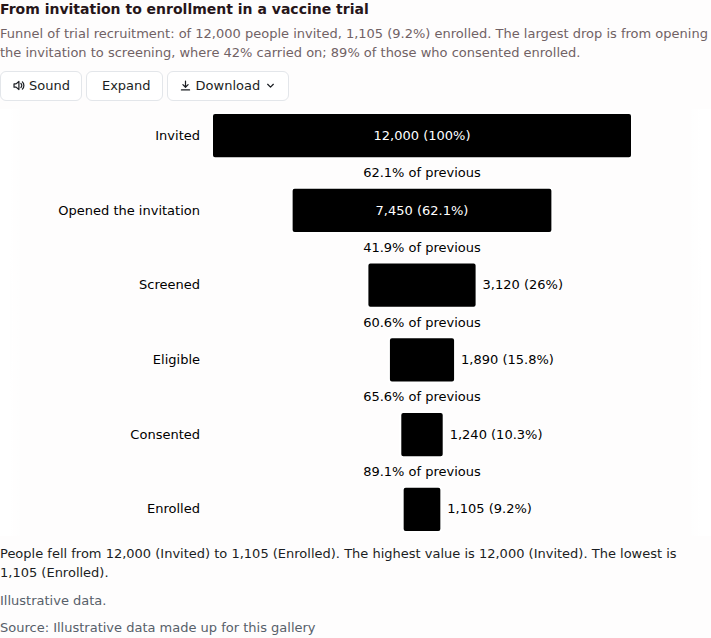 From invitation to enrollment in a vaccine trial
Funnel of trial recruitment: of 12,000 people invited, 1,105 (9.2%) enrolled. The largest drop is from opening
the invitation to screening, where 42% carried on; 89% of those who consented enrolled.
Sound Expand Download
Invited 12,000 (100%)
62.1% of previous
Opened the invitation 7,450 (62.1%)
41.9% of previous
Screened 3,120 (26%)
60.6% of previous
Eligible 1,890 (15.8%)
65.6% of previous
Consented 1,240 (10.3%)
89.1% of previous
Enrolled 1,105 (9.2%)
People fell from 12,000 (Invited) to 1,105 (Enrolled). The highest value is 12,000 (Invited). The lowest is
1,105 (Enrolled).
Illustrative data.
Source: Illustrative data made up for this gallery